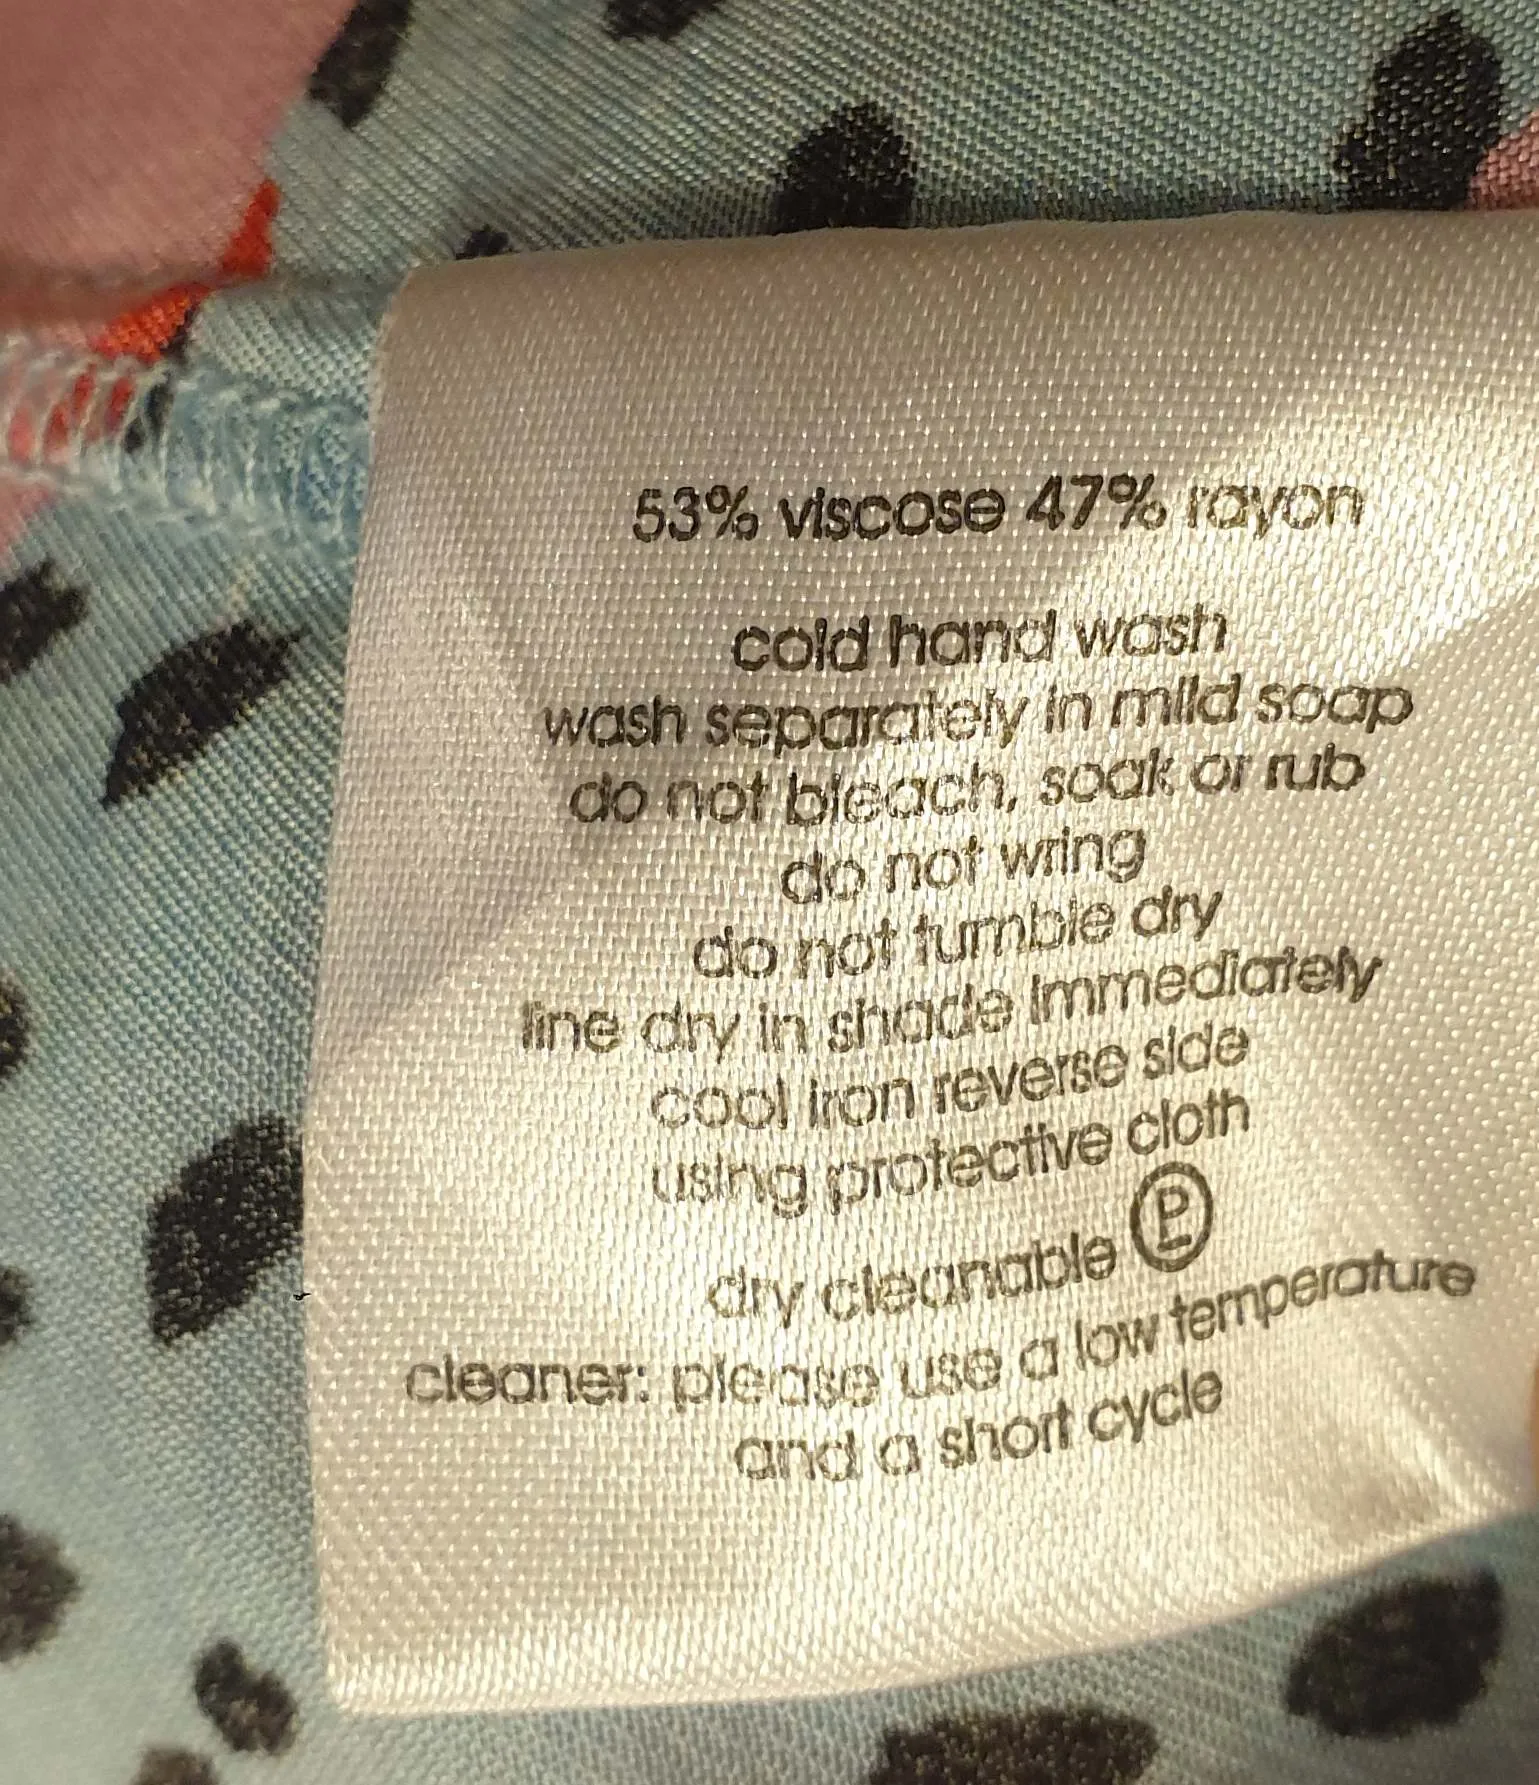 53% viscose 47% rayon
cold hand wash
wash separately in mild soap
do not bleach, soak or rub
do not wring
do not tumble dry
line dry in shade immediately
cool iron reverse side
using protective cloth
dry cleanable Ⓟ
cleaner: please use a low temperature
and a short cycle